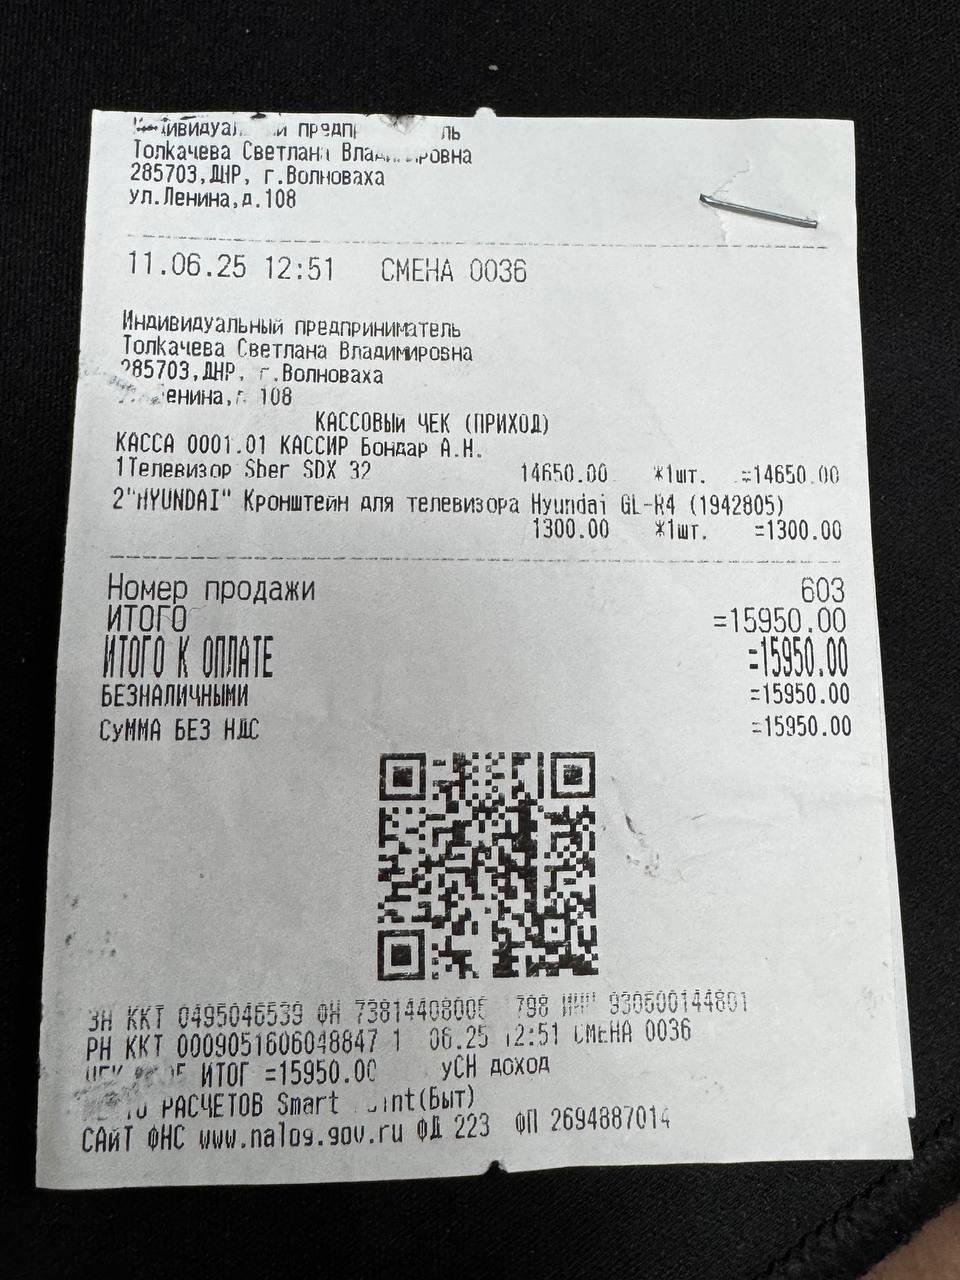 Толкачева Светлана
285703,ДНР, г.Волноваха
ул.Ленина,д.108
11.06.25 12:51 СМЕНА 0036
Индивидуальный предприниматель
Толкачева Светлана Владимировна
285703,ДНР, г.Волноваха
108
КАССОВЫЙ ЧЕК (ПРИХОД)
КАССА 0001.01 КАССИР Бондар А.Н.
1Телевизор Sber SDX 32 14650.00 *1шт. =14650.00
2"HYUNDAI" Кронштейн для телевизора Hyundai GL-R4 (1942805)
1300.00 *1шт. =1300.00
Номер продажи 603
ИТОГО =15950.00
ИТОГО К ОПЛАТЕ =15950.00
БЕЗНАЛИЧНЫМИ =15950.00
СУММА БЕЗ НДС =15950.00
ЗН ККТ 0495046539 ФН ИНН 930600144801
РН ККТ 0009051606048847 12:51 СМЕНА 0036
ИТОГ =15950.00 УСН ДОХОД
РАСЧЕТОВ Smart
САЙТ ФНС www.nalog.gov.ru ФД 223 ФП 2694887014